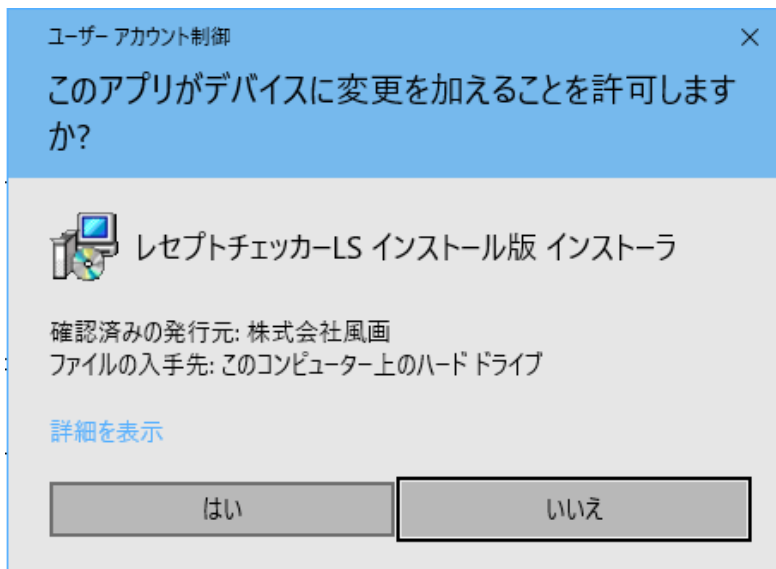 ユーザー アカウント制御
このアプリがデバイスに変更を加えることを許可します
か?
レセプトチェッカーLS インストール版 インストーラ
確認済みの発行元: 株式会社風画
ファイルの入手先: このコンピューター上のハード ドライブ
詳細を表示
はい
いいえ